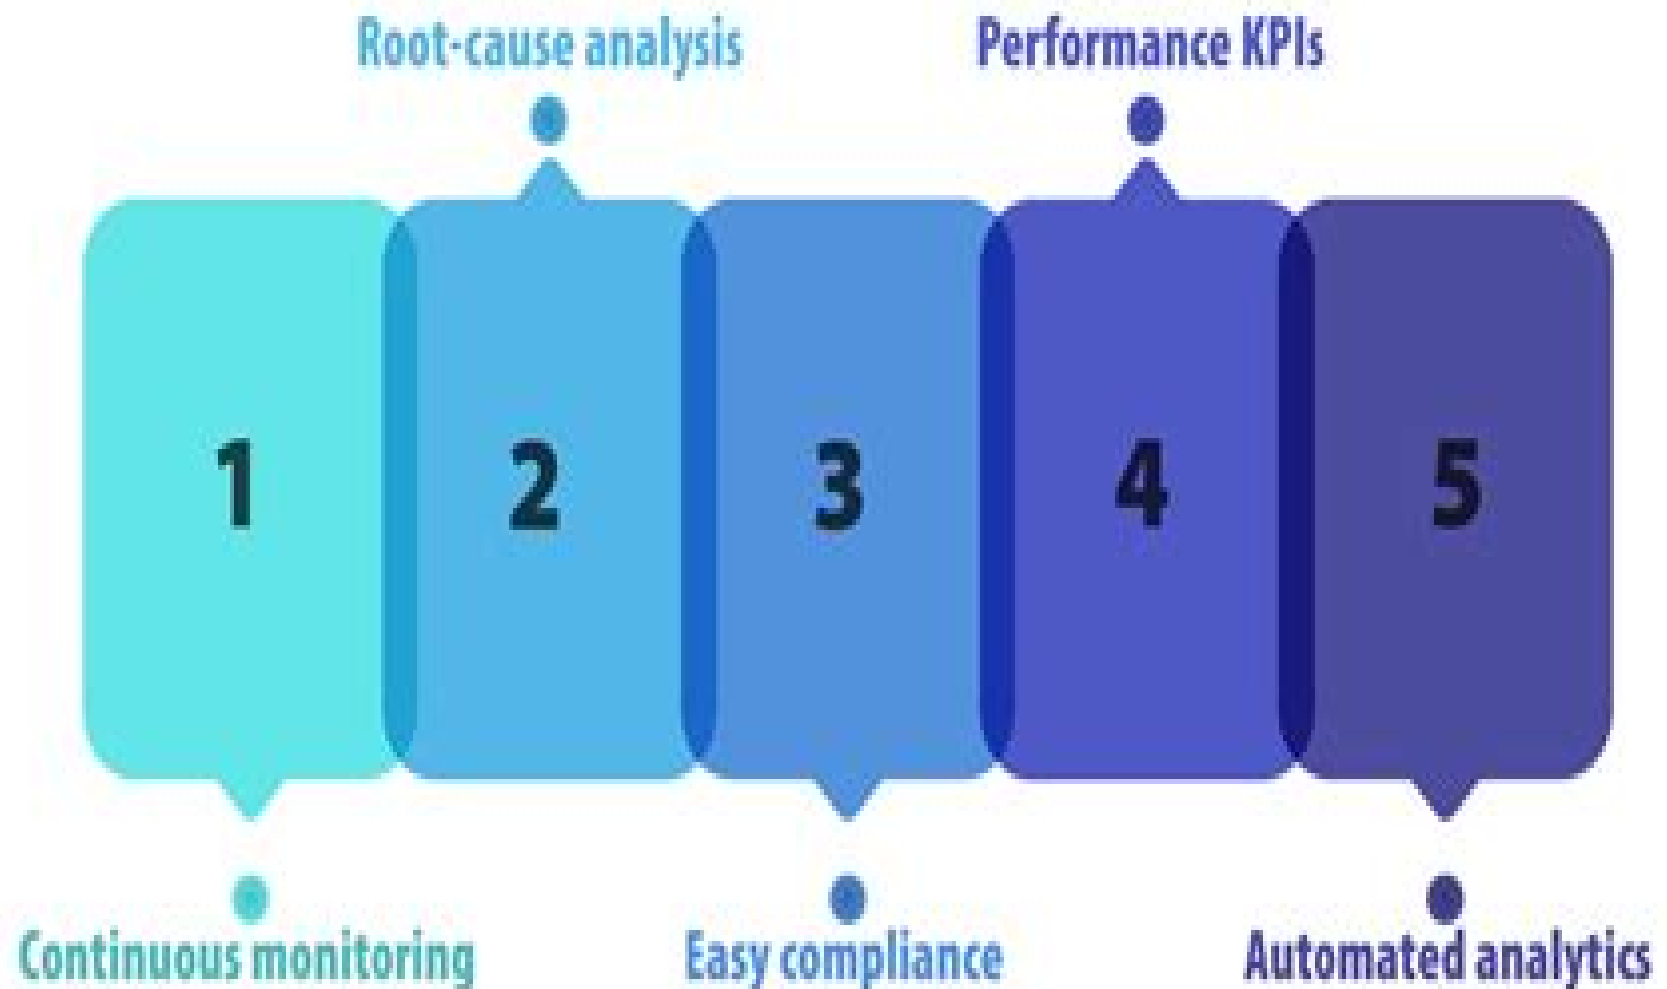 Root-cause analysis
Performance KPIs
1
2
3
4
5
Continuous monitoring
Easy compliance
Automated analytics